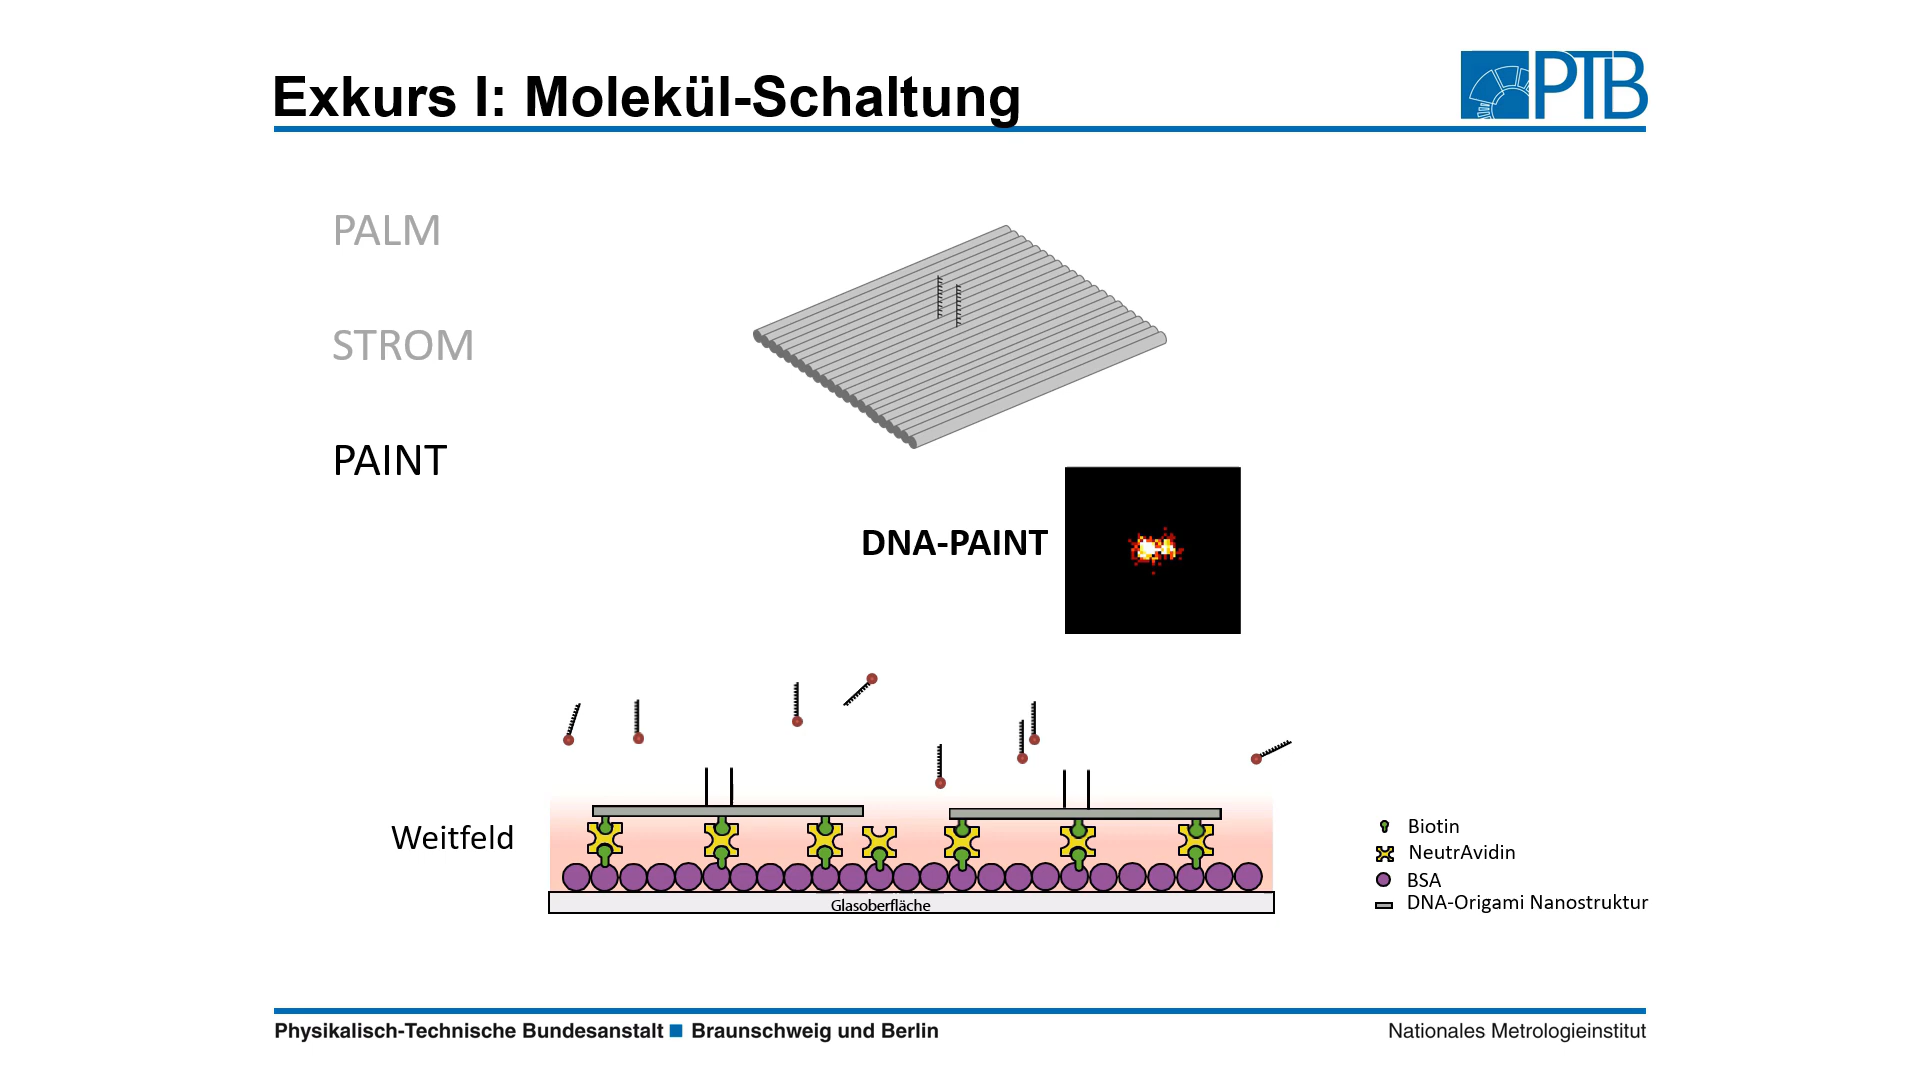 Exkurs I: Molekül-Schaltung
PTB
PALM
STROM
PAINT
DNA-PAINT
Weitfeld
Glasoberfläche
Biotin
NeutrAvidin
BSA
DNA-Origami Nanostruktur
Physikalisch-Technische Bundesanstalt ■ Braunschweig und Berlin
Nationales Metrologieinstitut